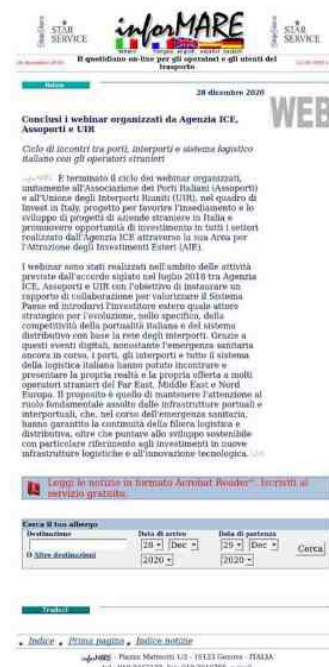 STAR
SERVICE
inforMARE
STAR
SERVICE
Il quotidiano on-line per gli operatori e gli utenti del
trasporto
28 dicembre 2020
WEB
Conclusi i webinar organizzati da Agenzia ICE,
Assoporti e UIR
Ciclo di incontri tra porti, interporti e sistema logistico
italiano con gli operatori stranieri
È terminato il ciclo dei webinar organizzati,
unitamente all'Associazione dei Porti Italiani (Assoporti)
e all'Unione degli Interporti Riuniti (UIR), nel quadro di
Invest in Italy, progetto per favorire l'insediamento e lo
sviluppo di progetti di aziende straniere in Italia e
promuovere opportunità di investimento in tutti i settori
realizzato dall'Agenzia ICE attraverso la sua Area per
l'Attrazione degli Investimenti Esteri (AIE).
I webinar sono stati realizzati nell'ambito delle attività
previste dall'accordo siglato nel luglio 2018 tra Agenzia
ICE, Assoporti e UIR con l'obiettivo di instaurare un
rapporto di collaborazione per valorizzare il Sistema
Paese ed introdurvi l'investitore estero quale attore
strategico per l'evoluzione, nello specifico, della
competitività della portualità italiana e del sistema
distributivo con base la rete degli interporti. Grazie a
questi eventi digitali, nonostante l'emergenza sanitaria
ancora in corso, i porti, gli interporti e tutto il sistema
della logistica italiana hanno potuto incontrare e
presentare la propria realtà e la propria offerta a molti
operatori stranieri del Far East, Middle East e Nord
Europa. Il proposito è quello di mantenere l'attenzione al
ruolo fondamentale assolto dalle infrastrutture portuali e
interportuali, che, nel corso dell'emergenza sanitaria,
hanno garantito la continuità della filiera logistica e
distributiva, oltre che puntare allo sviluppo sostenibile
con particolare riferimento agli investimenti in nuove
infrastrutture logistiche e all'innovazione tecnologica.
Leggi le notizie in formato Acrobat Reader®. Iscriviti al
servizio gratuito.
Cerca il tuo albergo
Destinazione Data di arrivo Data di partenza
28 Dec 29 Dec Cerca
O Altre destinazioni 2020 2020
Indice Prima pagina Indice notizie
- Piazza Matteotti 1/3 - 16123 Genova - ITALIA